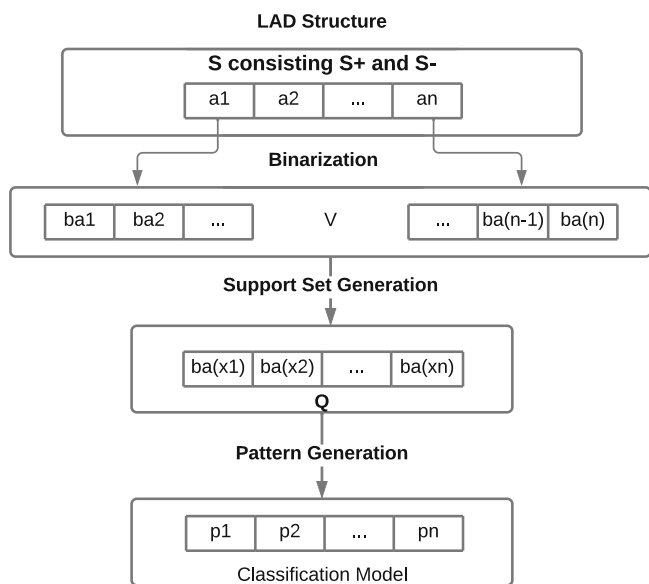 LAD Structure
S consisting S+ and S-
a1 a2 ... an
Binarization
ba1 ba2 ... V ... ba(n-1) ba(n)
Support Set Generation
ba(x1) ba(x2) ... ba(xn)
Q
Pattern Generation
p1 p2 ... pn
Classification Model